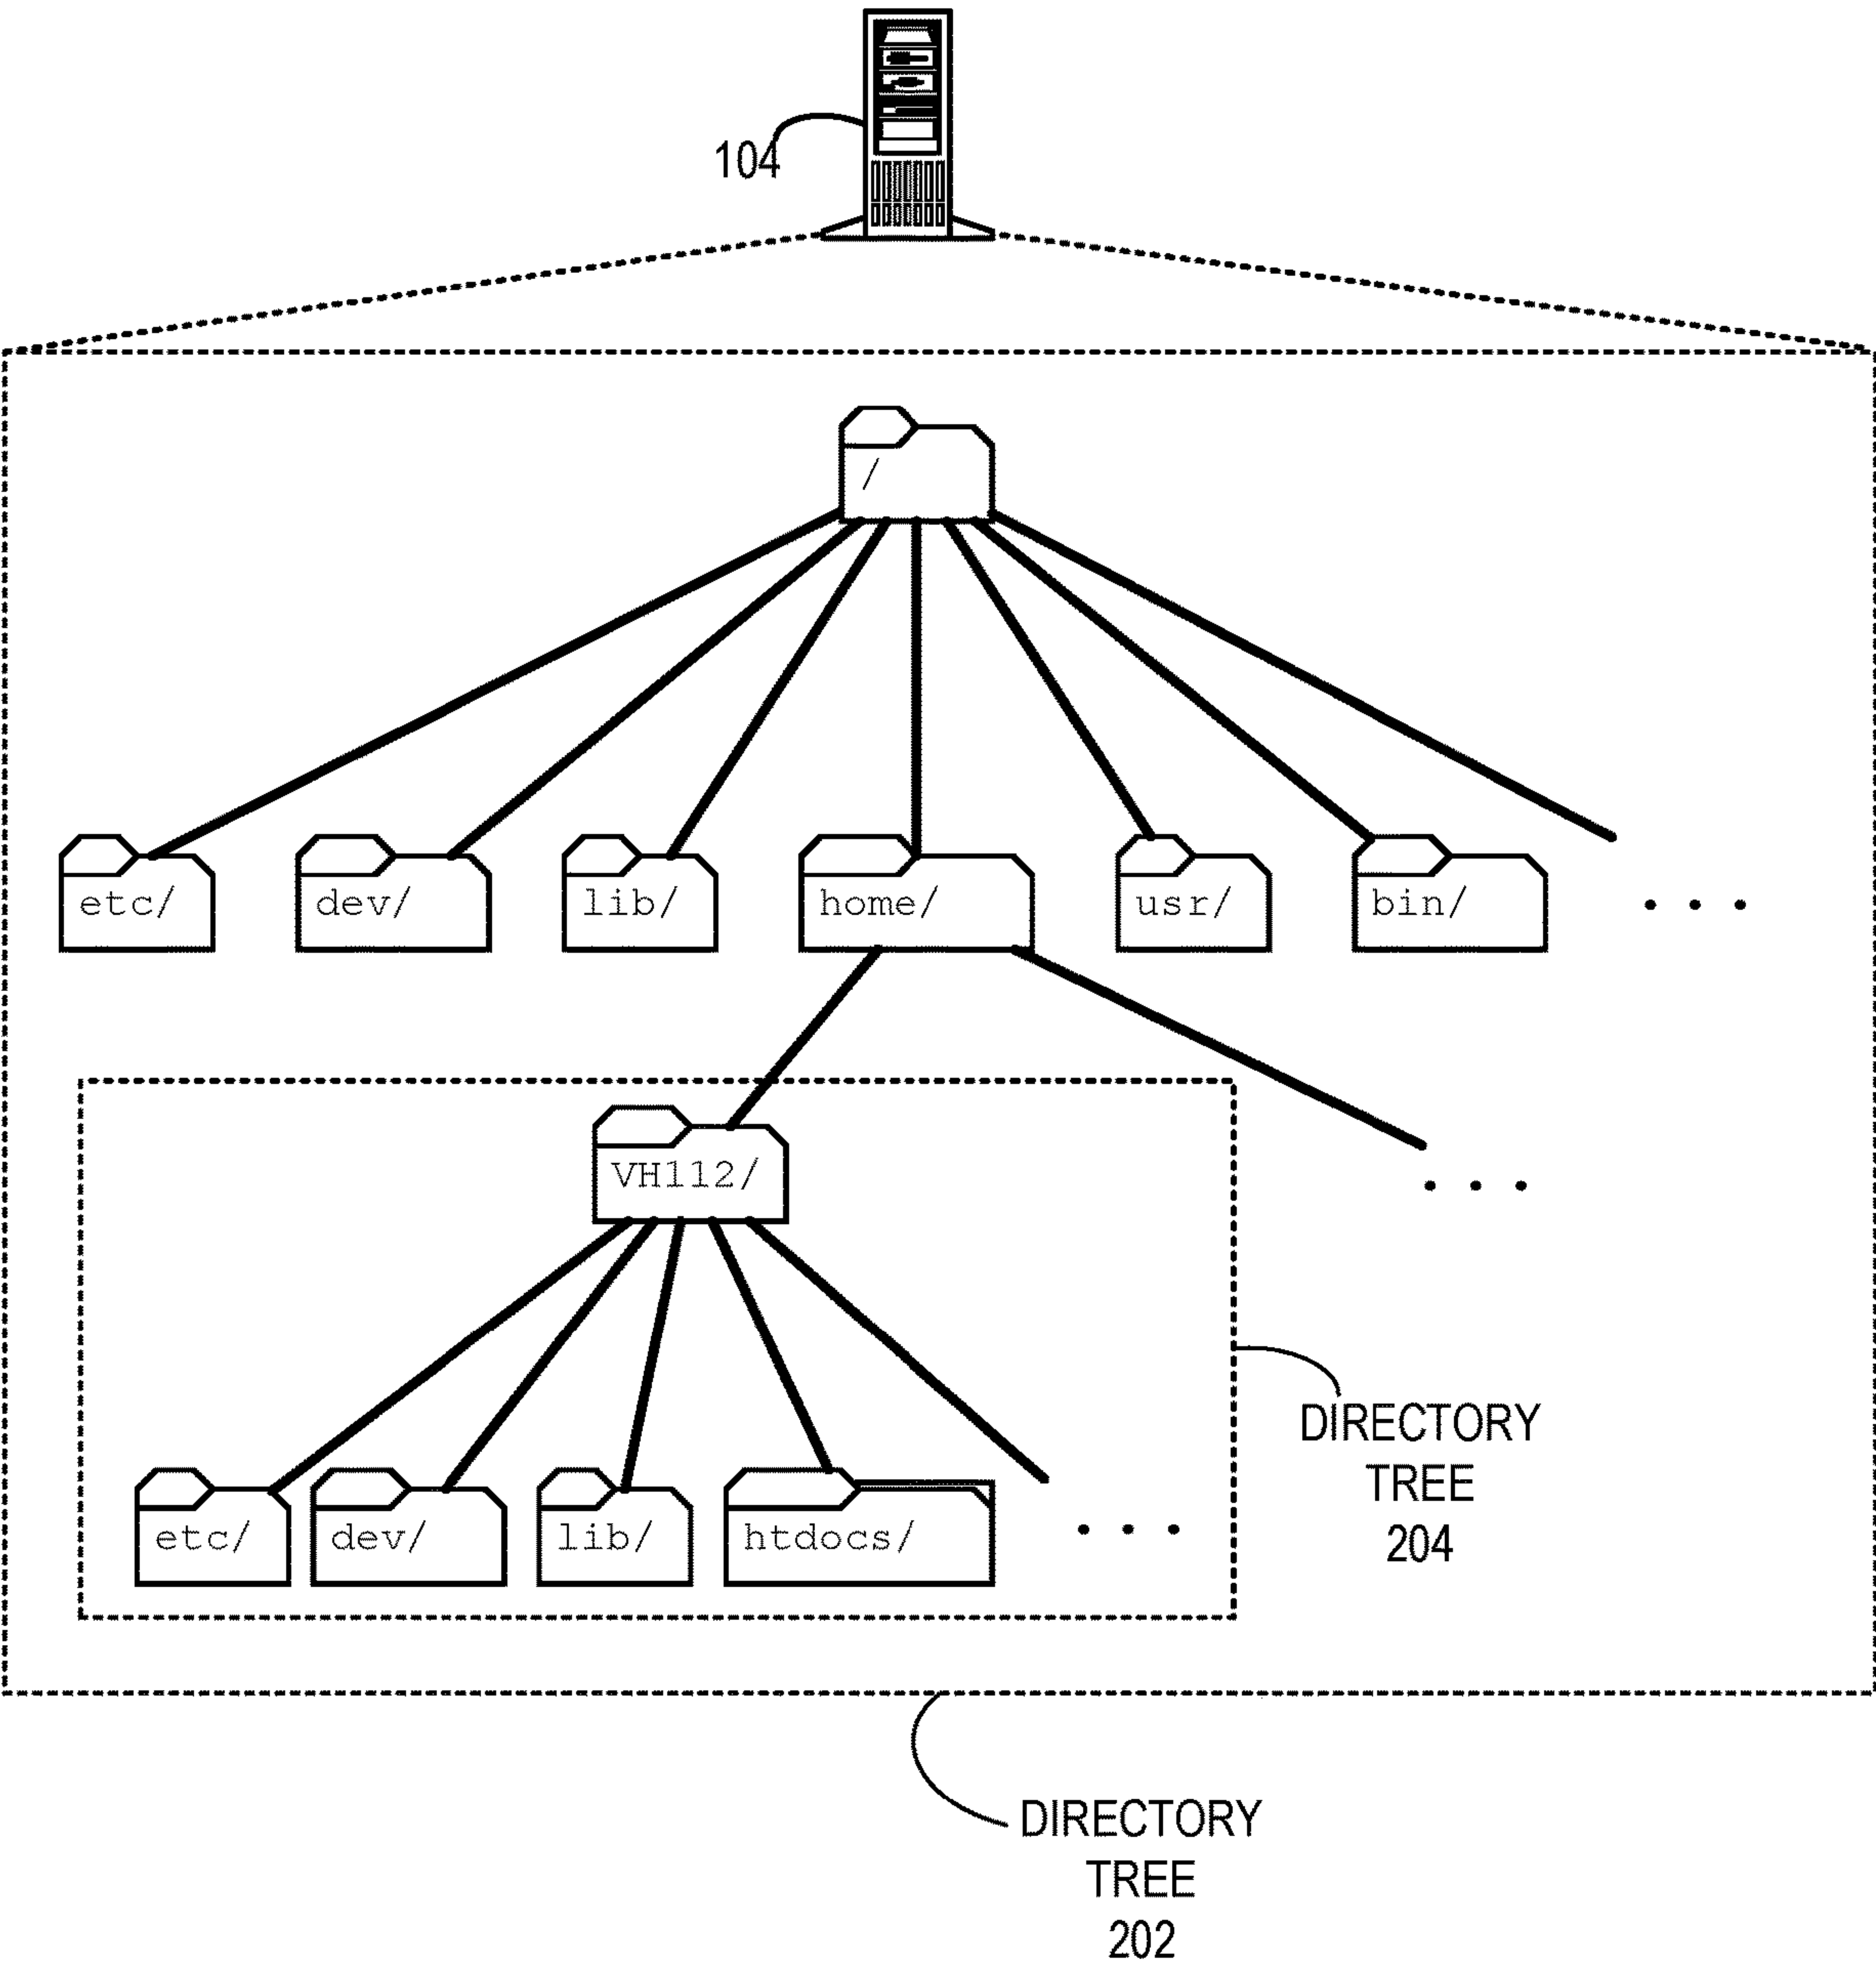 104
/
etc/
dev/
lib/
home/
usr/
bin/
. . .
VH112/
. . .
etc/
dev/
lib/
htdocs/
. . .
DIRECTORY
TREE
204
DIRECTORY
TREE
202